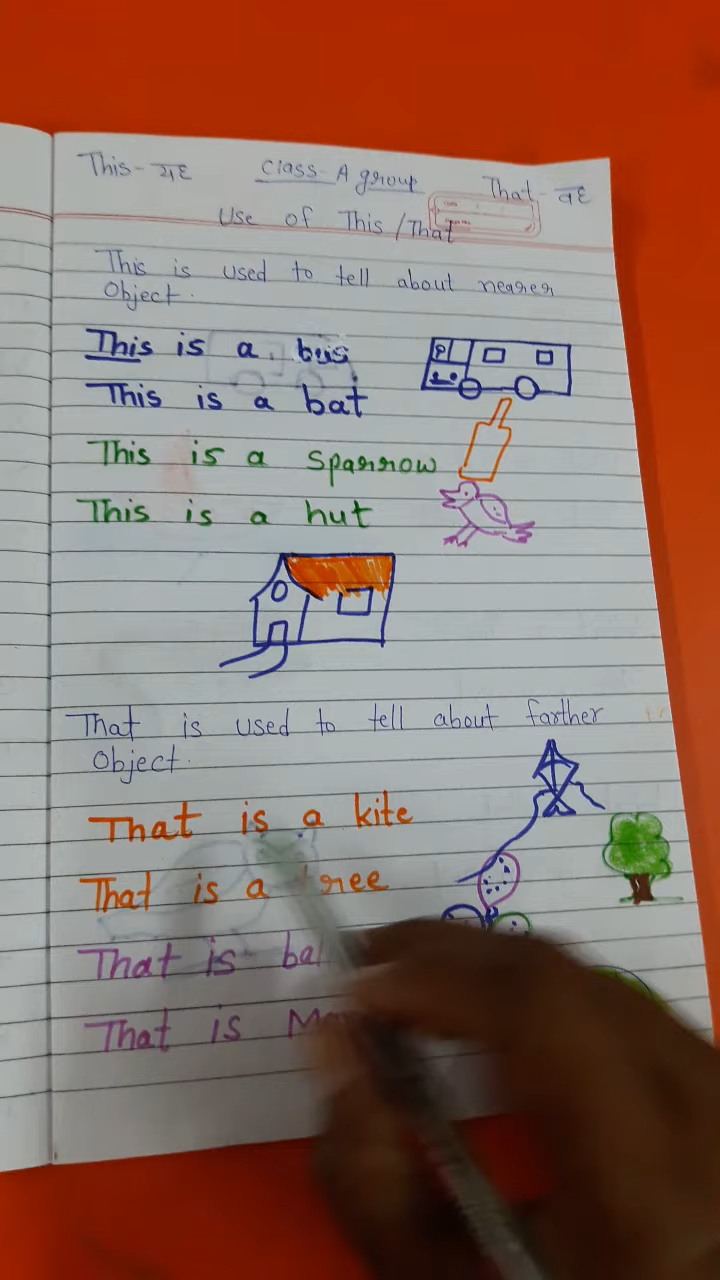 This - यह Class - A group That - वह
Use of This / That
This is used to tell about nearer
Object.
This is a bus
This is a bat
This is a sparrow
This is a hut
That is used to tell about farther
Object.
That is a kite
That is a tree
That is
That is